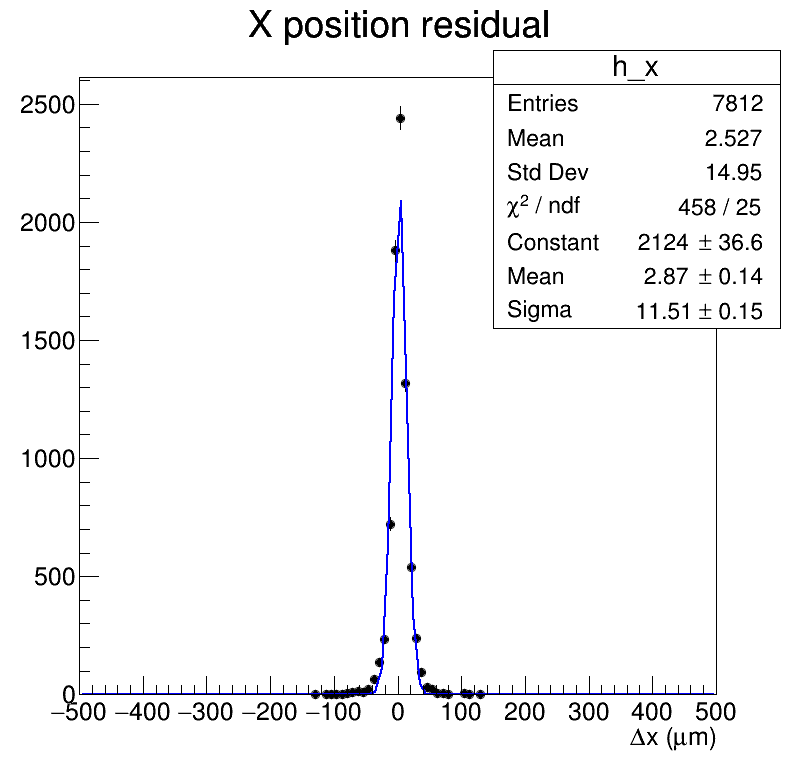 X position residual
h_x
Entries 7812
Mean 2.527
Std Dev 14.95
χ² / ndf 458 / 25
Constant 2124 ± 36.6
Mean 2.87 ± 0.14
Sigma 11.51 ± 0.15
2500
2000
1500
1000
500
0
−500 −400 −300 −200 −100 0 100 200 300 400 500
Δx (μm)